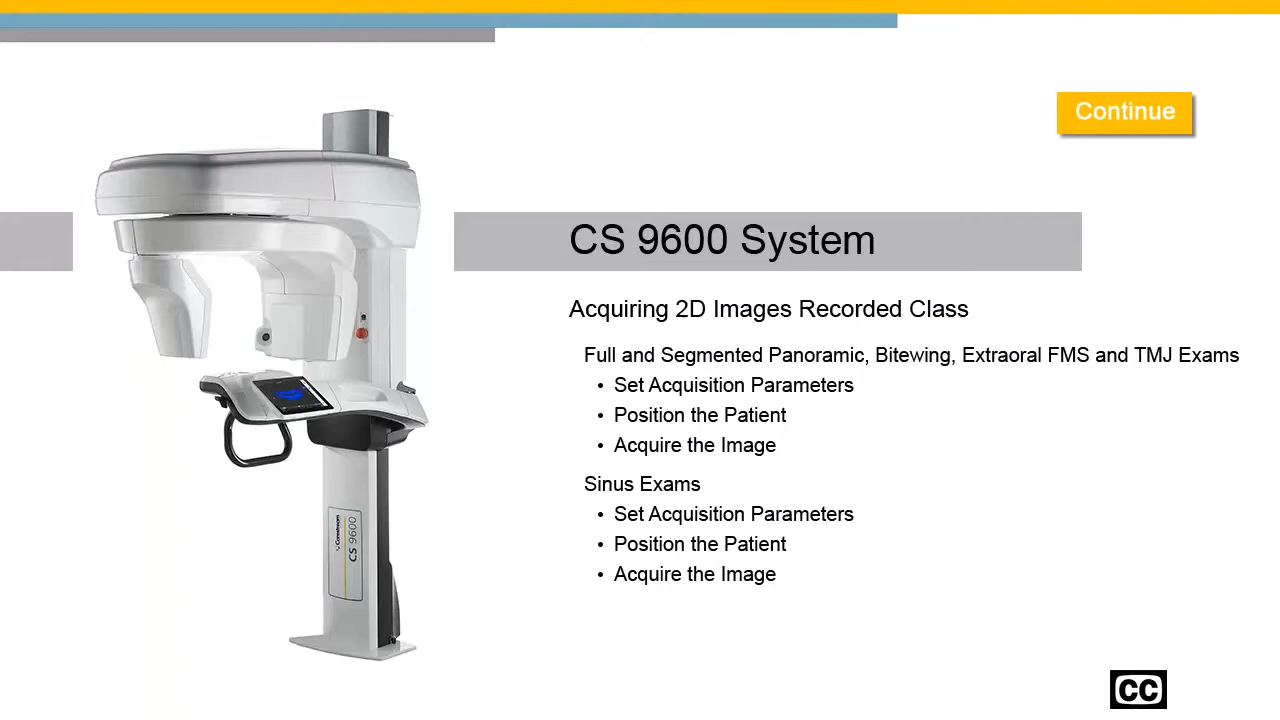 Continue
CS 9600 System
Acquiring 2D Images Recorded Class
Full and Segmented Panoramic, Bitewing, Extraoral FMS and TMJ Exams
• Set Acquisition Parameters
• Position the Patient
• Acquire the Image
Sinus Exams
• Set Acquisition Parameters
• Position the Patient
• Acquire the Image
Carestream
CS 9600
CC